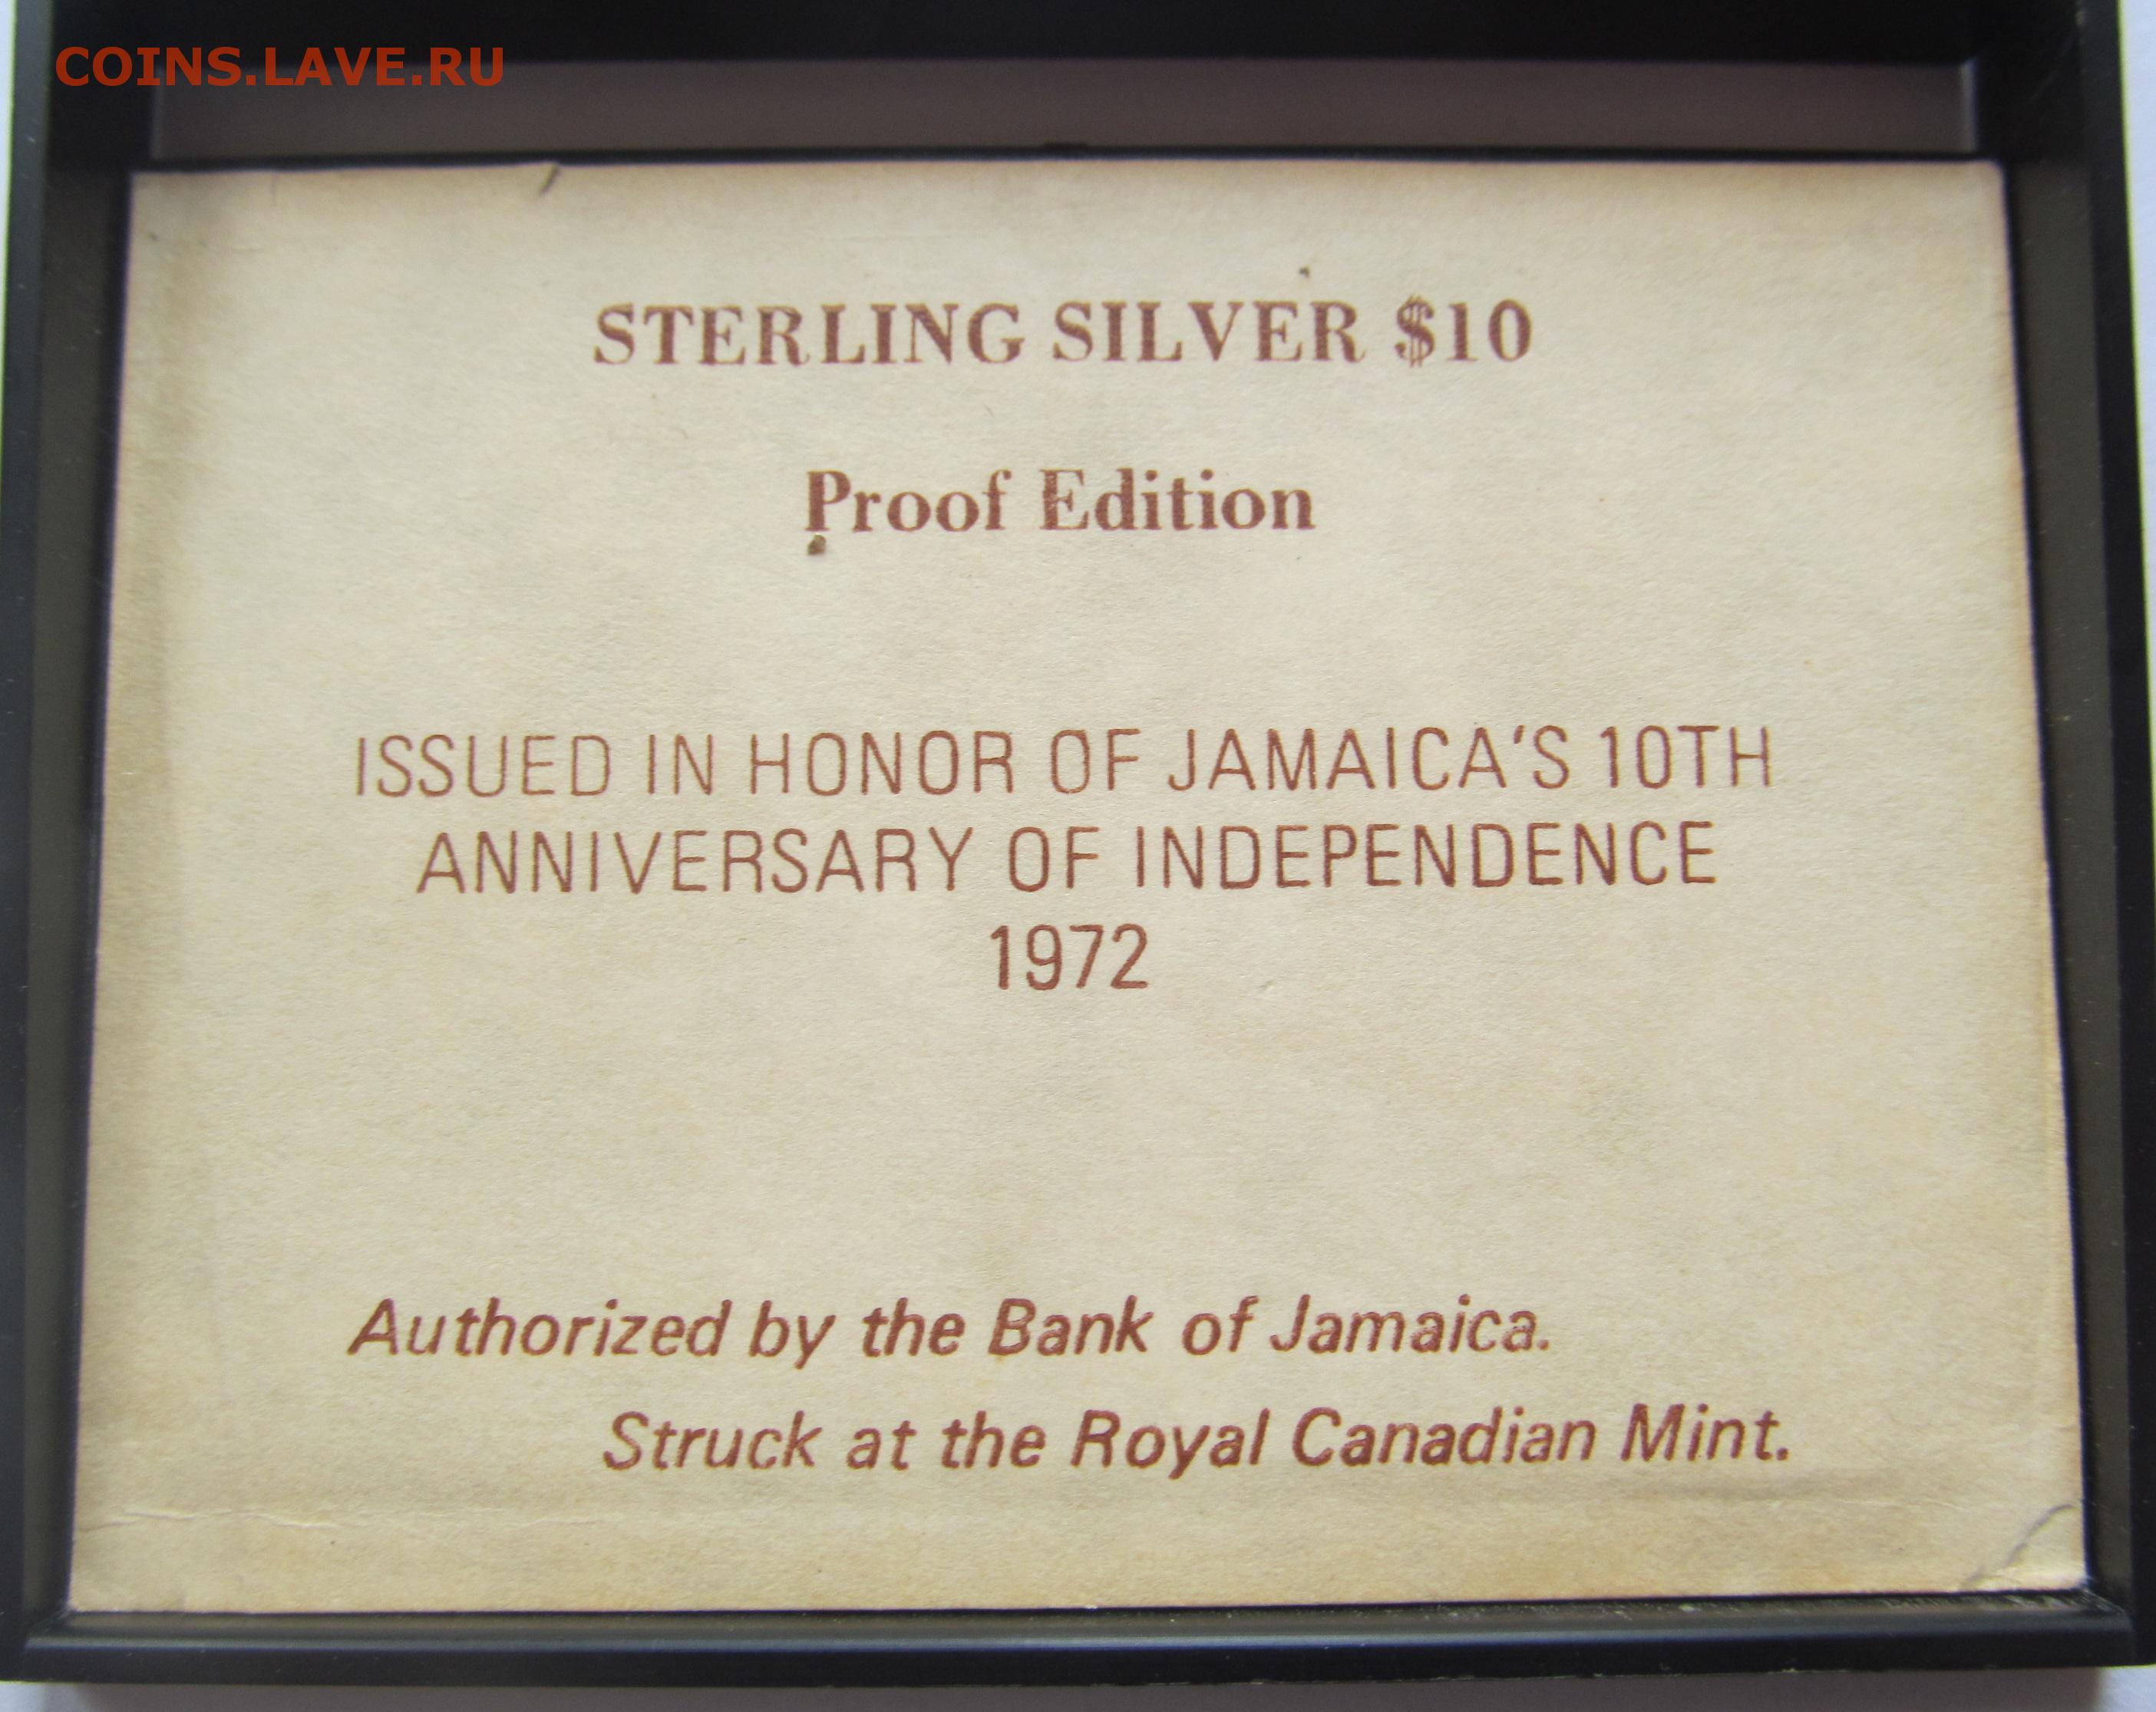 COINS.LAVE.RU
STERLING SILVER $10
Proof Edition
ISSUED IN HONOR OF JAMAICA'S 10TH
ANNIVERSARY OF INDEPENDENCE
1972
Authorized by the Bank of Jamaica.
Struck at the Royal Canadian Mint.